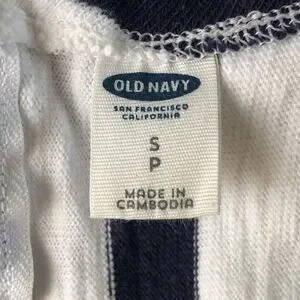 OLD NAVY
SAN FRANCISCO
CALIFORNIA
S
P
MADE IN
CAMBODIA